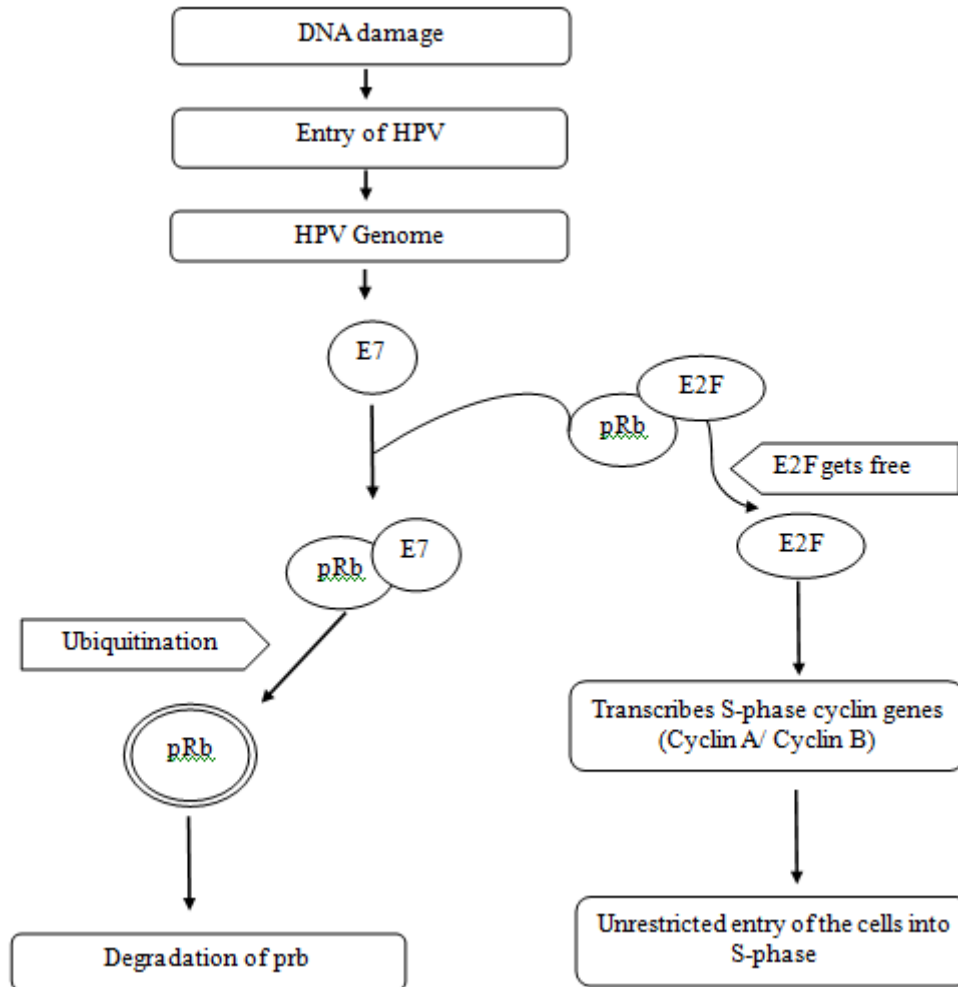 DNA damage
Entry of HPV
HPV Genome
E7
E2F
pRb
E2F gets free
E2F
E7
pRb
Ubiquitination
Transcribes S-phase cyclin genes
(Cyclin A/ Cyclin B)
pRb
Unrestricted entry of the cells into
S-phase
Degradation of prb